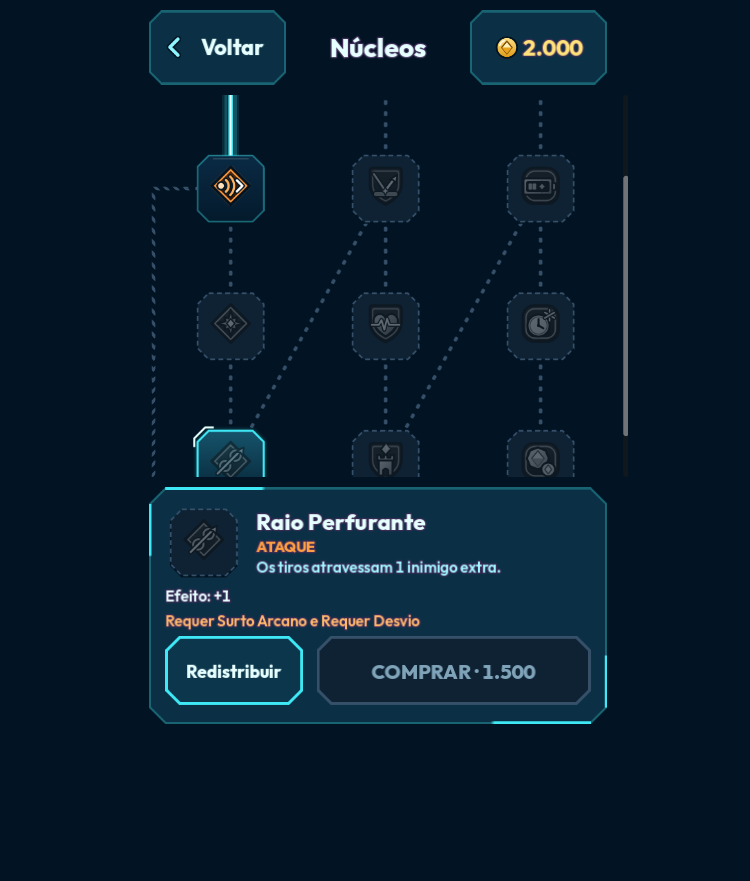 Voltar
Núcleos
2.000
Raio Perfurante
ATAQUE
Os tiros atravessam 1 inimigo extra.
Efeito: +1
Requer Surto Arcano e Requer Desvio
Redistribuir
COMPRAR · 1.500